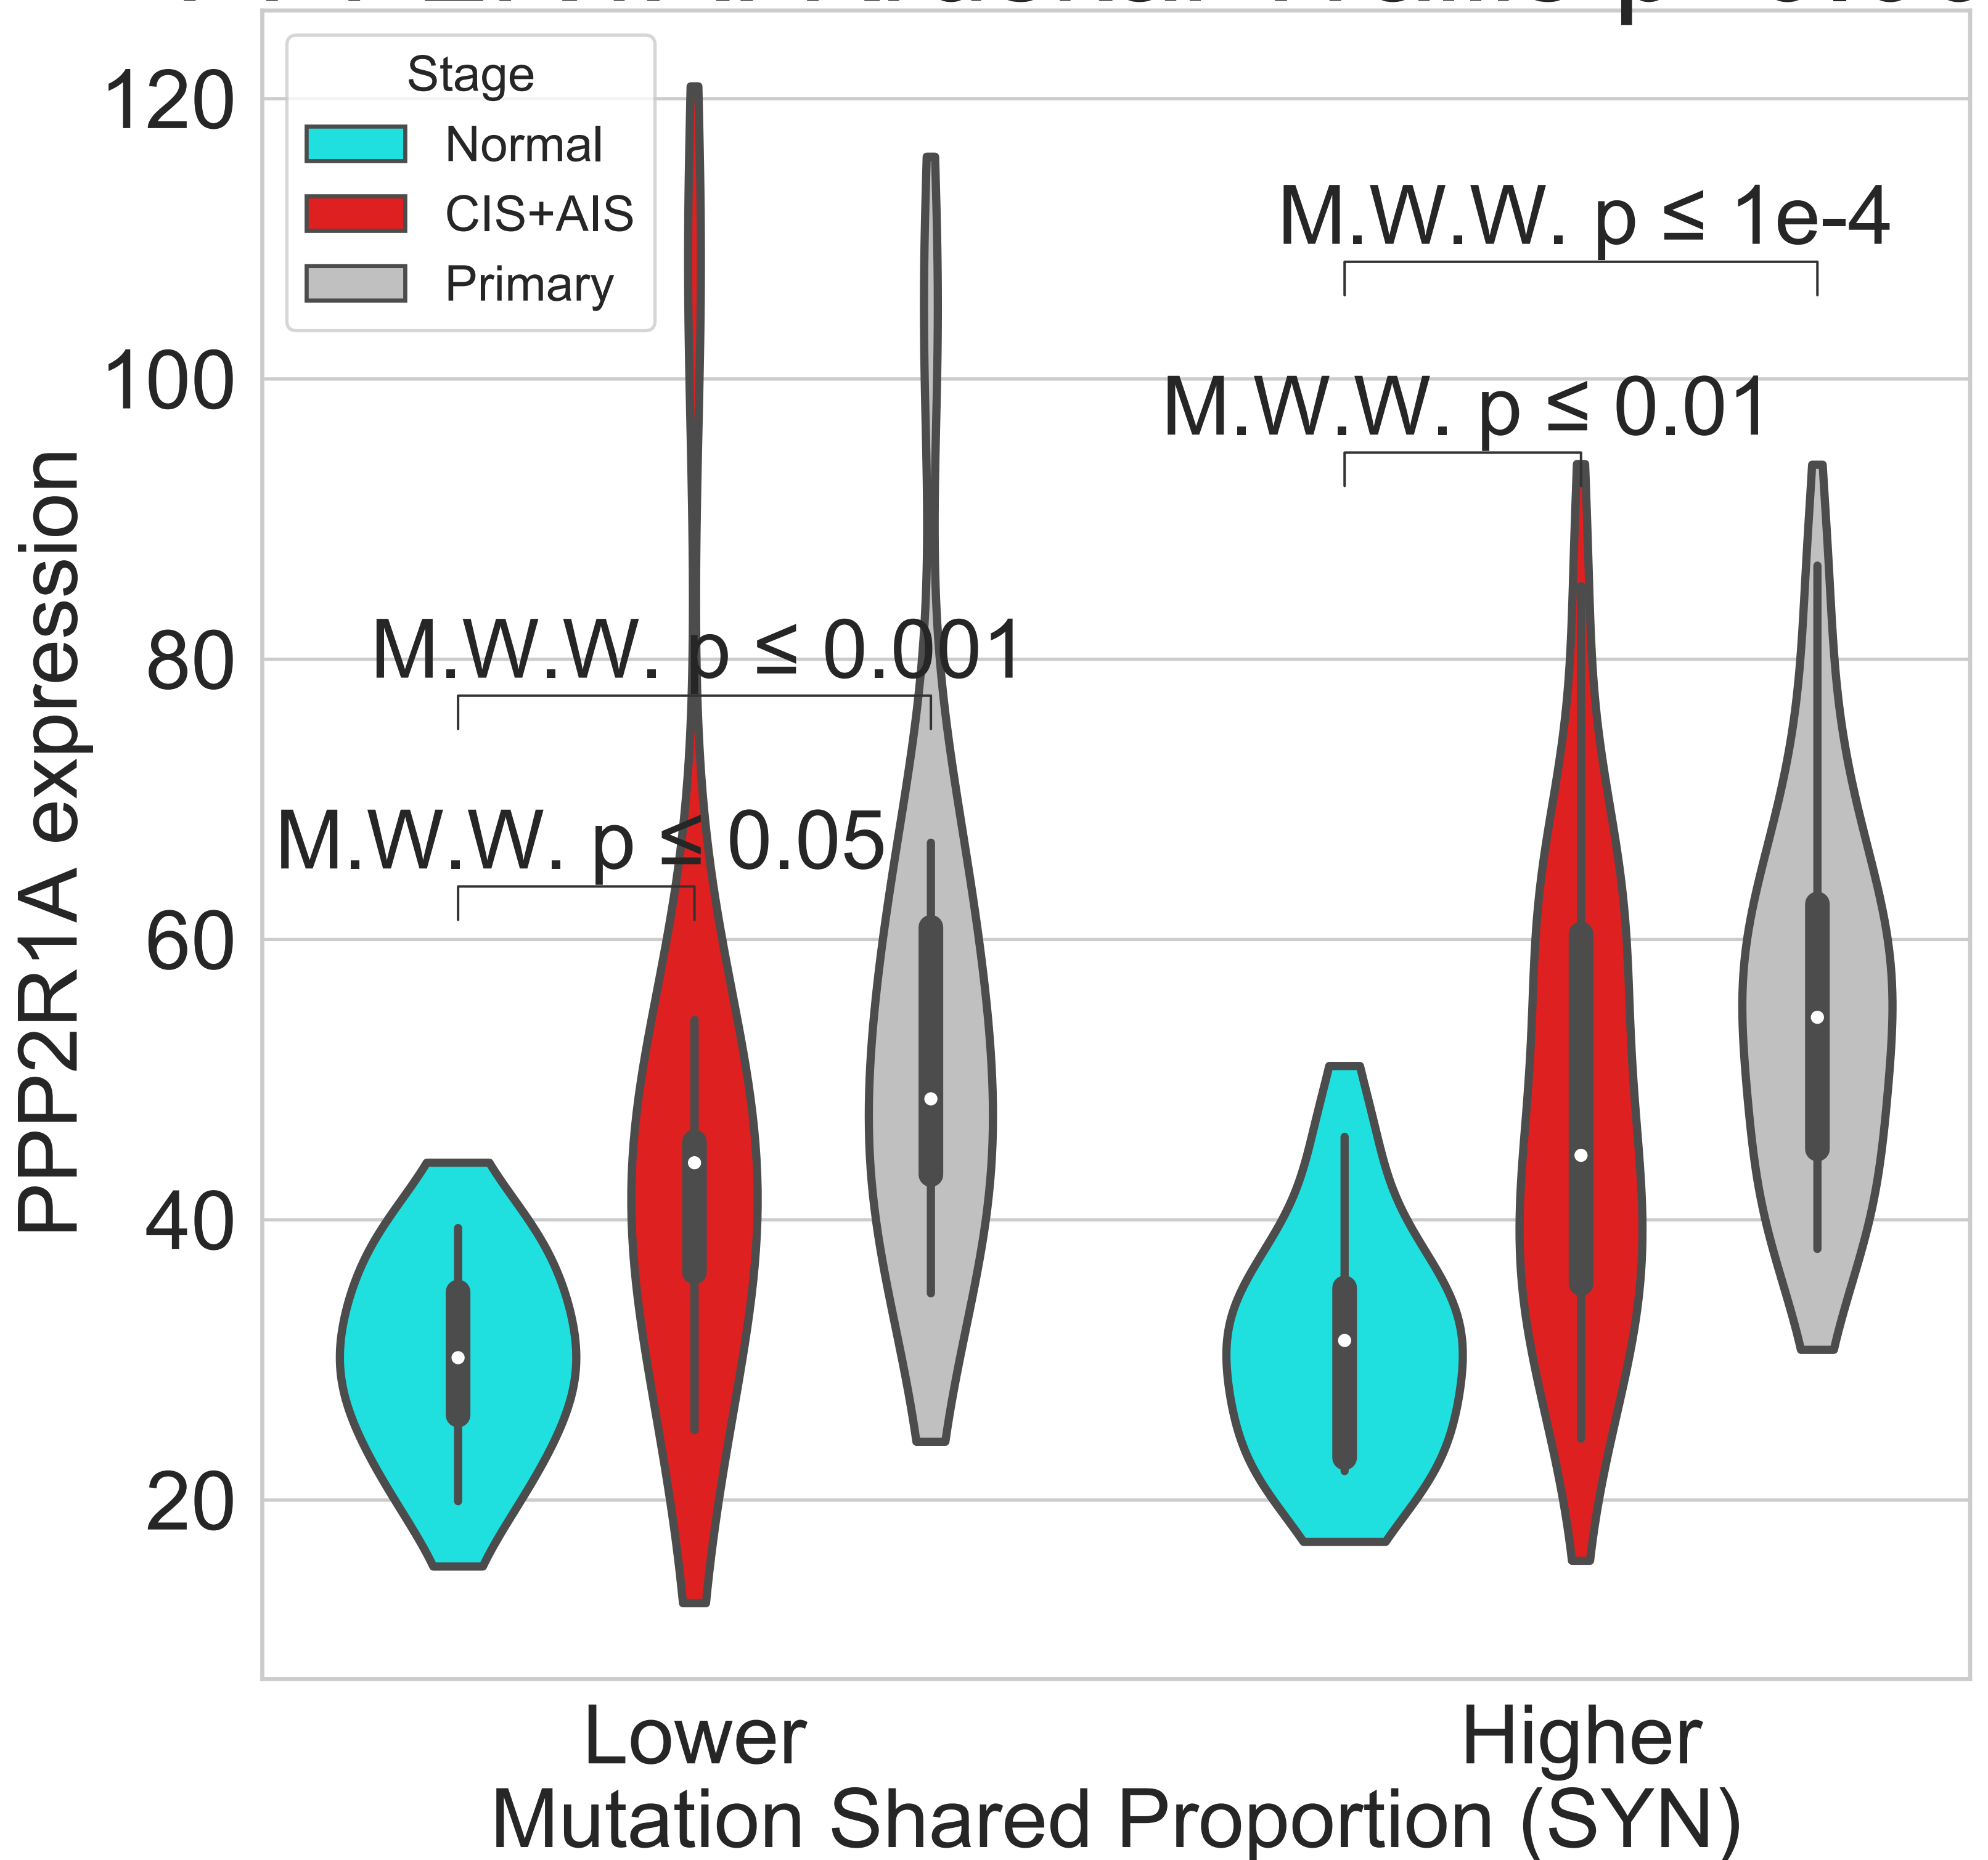 120
100
80
60
40
20
PPP2R1A expression
Stage
Normal
CIS+AIS
Primary
M.W.W. p ≤ 1e-4
M.W.W. p ≤ 0.01
M.W.W. p ≤ 0.001
M.W.W. p ≤ 0.05
Lower
Higher
Mutation Shared Proportion (SYN)